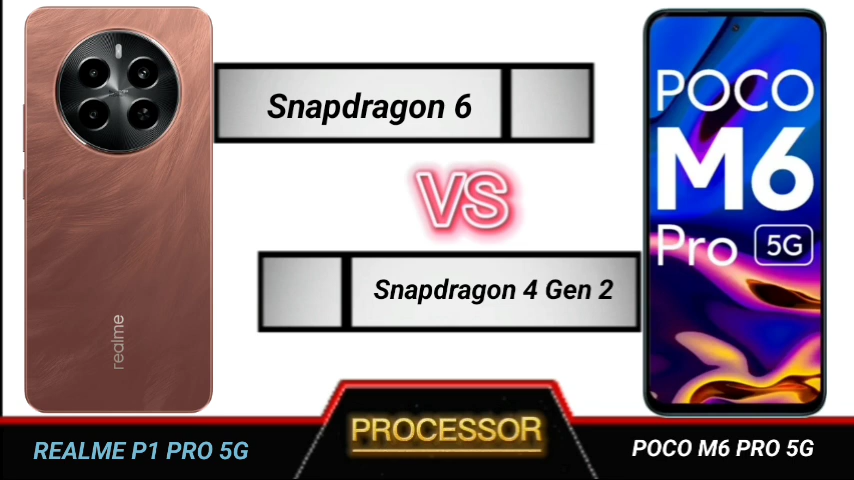 realme
Snapdragon 6
VS
Snapdragon 4 Gen 2
POCO
M6
Pro 5G
PROCESSOR
REALME P1 PRO 5G
POCO M6 PRO 5G